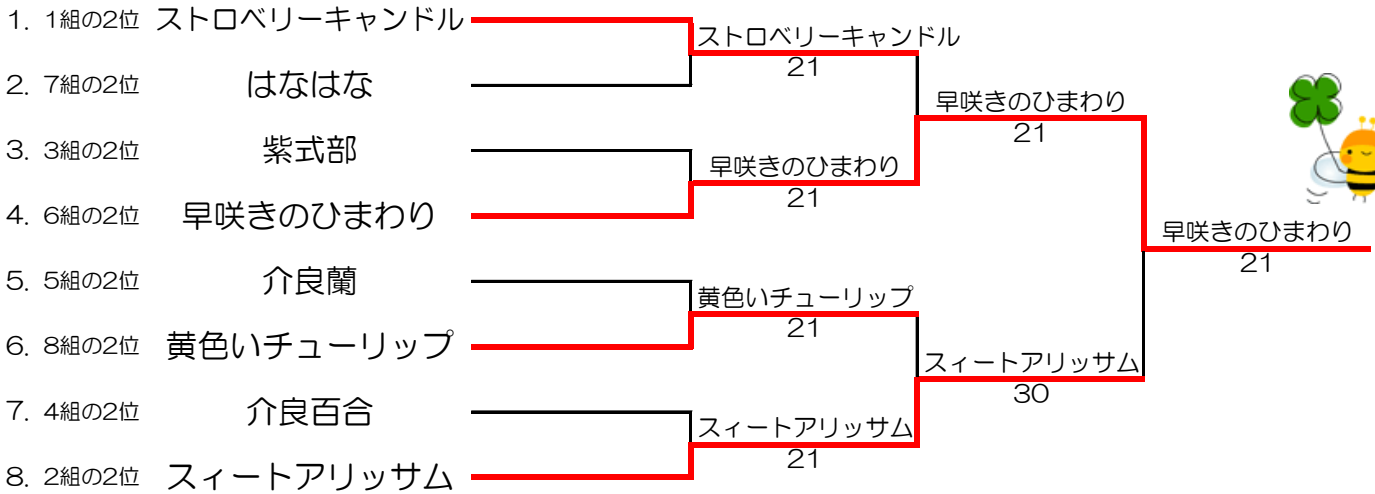 1. 1組の2位 ストロベリーキャンドル
2. 7組の2位 はなはな
3. 3組の2位 紫式部
4. 6組の2位 早咲きのひまわり
5. 5組の2位 介良蘭
6. 8組の2位 黄色いチューリップ
7. 4組の2位 介良百合
8. 2組の2位 スィートアリッサム
ストロベリーキャンドル
21
早咲きのひまわり
21
黄色いチューリップ
21
スィートアリッサム
21
早咲きのひまわり
21
スィートアリッサム
30
早咲きのひまわり
21